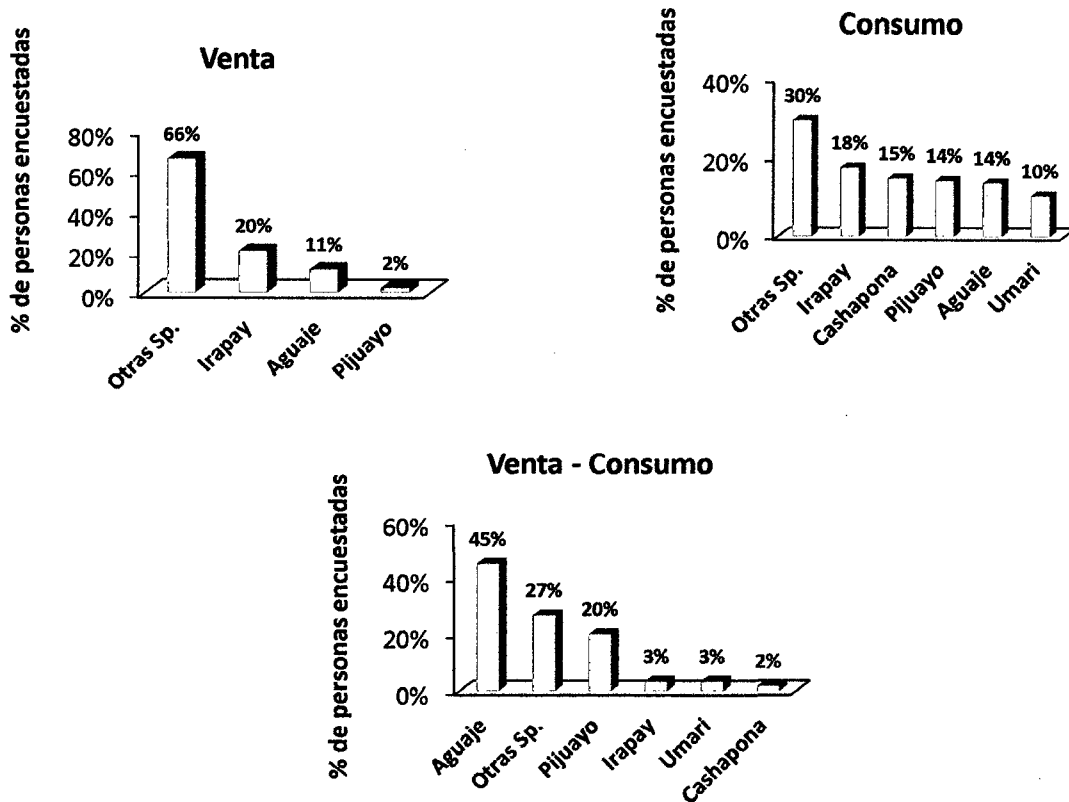 Venta
% de personas encuestadas
80%
60%
40%
20%
0%
66%
20%
11%
2%
Otras Sp.
Irapay
Aguaje
Pijuayo
Consumo
% de personas encuestadas
40%
20%
0%
30%
18%
15%
14%
14%
10%
Otras Sp.
Irapay
Cashapona
Pijuayo
Aguaje
Umari
Venta - Consumo
% de personas encuestadas
60%
40%
20%
0%
45%
27%
20%
3%
3%
2%
Aguaje
Otras Sp.
Pijuayo
Irapay
Umari
Cashapona